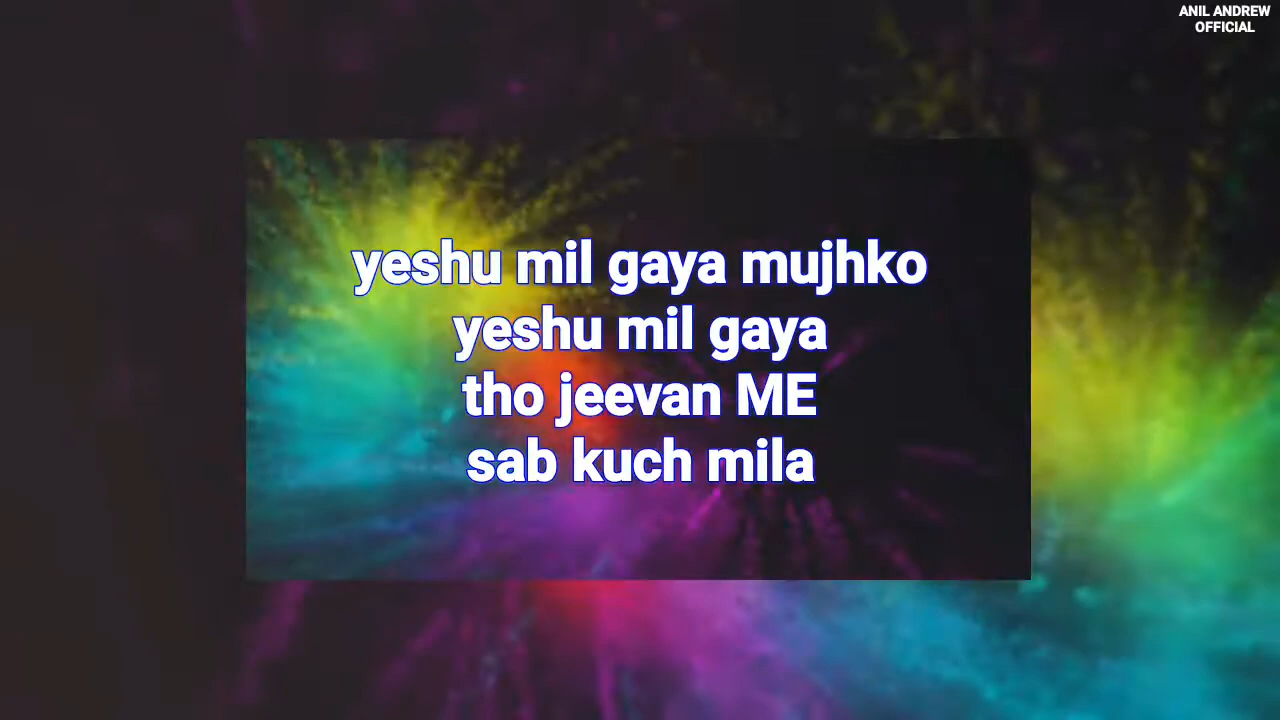 ANIL ANDREW
OFFICIAL
yeshu mil gaya mujhko
yeshu mil gaya
tho jeevan ME
sab kuch mila